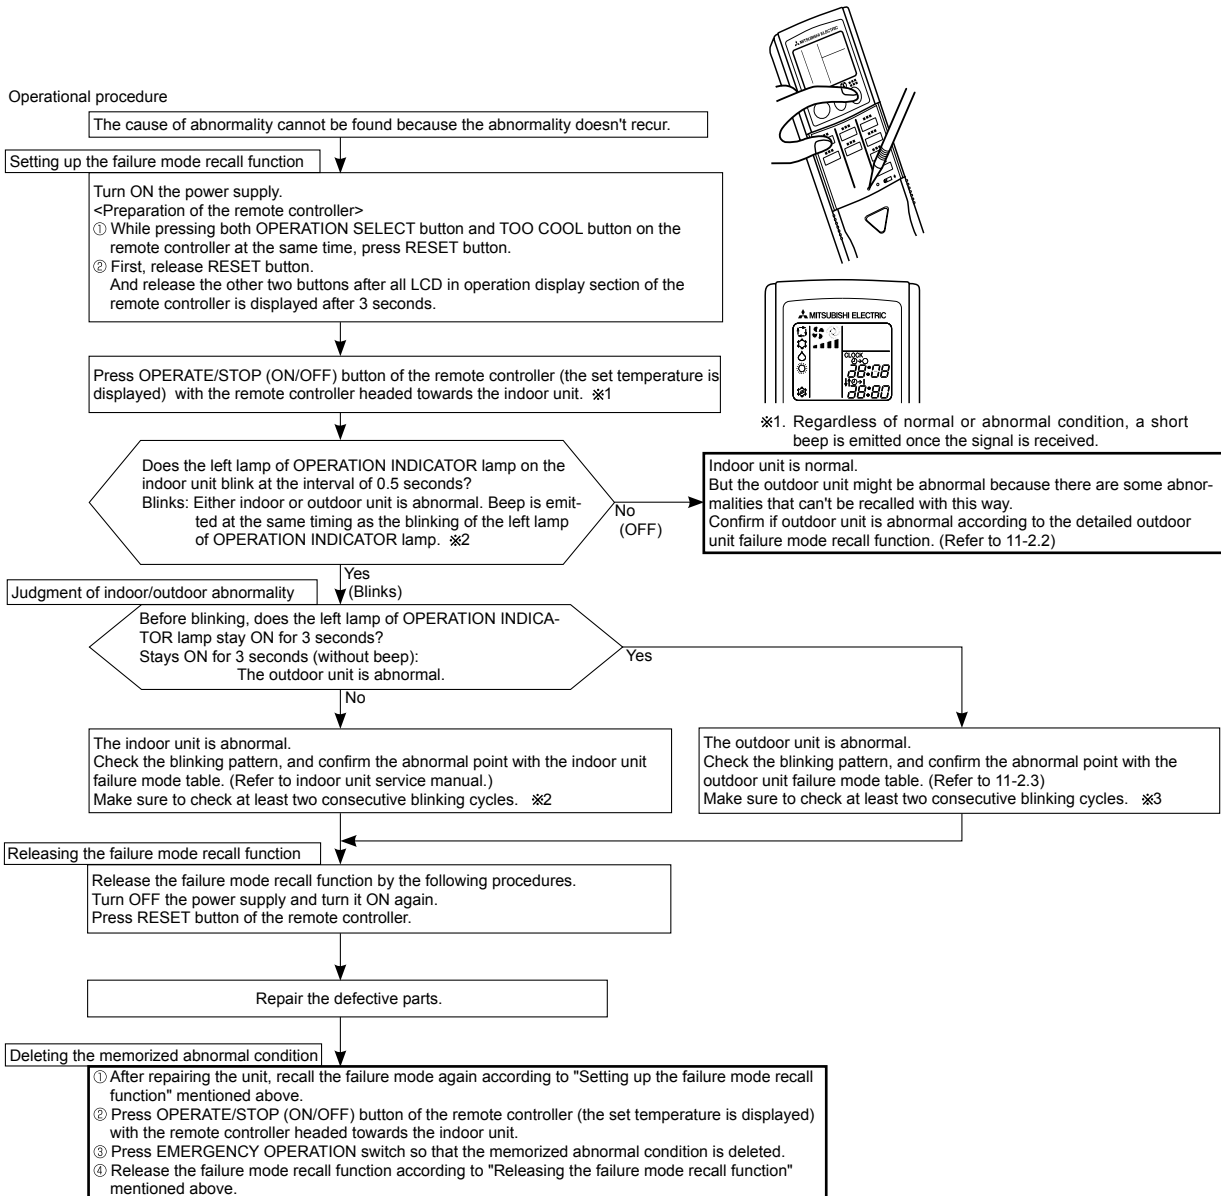 MITSUBISHI ELECTRIC
Operational procedure
The cause of abnormality cannot be found because the abnormality doesn't recur.
Setting up the failure mode recall function
Turn ON the power supply.
<Preparation of the remote controller>
① While pressing both OPERATION SELECT button and TOO COOL button on the
remote controller at the same time, press RESET button.
② First, release RESET button.
And release the other two buttons after all LCD in operation display section of the
remote controller is displayed after 3 seconds.
MITSUBISHI ELECTRIC
CLOCK
88:88
88:88
Press OPERATE/STOP (ON/OFF) button of the remote controller (the set temperature is
displayed) with the remote controller headed towards the indoor unit. ※1
※1. Regardless of normal or abnormal condition, a short
beep is emitted once the signal is received.
Does the left lamp of OPERATION INDICATOR lamp on the
indoor unit blink at the interval of 0.5 seconds?
Blinks: Either indoor or outdoor unit is abnormal. Beep is emit-
ted at the same timing as the blinking of the left lamp
of OPERATION INDICATOR lamp. ※2
No
(OFF)
Indoor unit is normal.
But the outdoor unit might be abnormal because there are some abnor-
malities that can't be recalled with this way.
Confirm if outdoor unit is abnormal according to the detailed outdoor
unit failure mode recall function. (Refer to 11-2.2)
Yes
(Blinks)
Judgment of indoor/outdoor abnormality
Before blinking, does the left lamp of OPERATION INDICA-
TOR lamp stay ON for 3 seconds?
Stays ON for 3 seconds (without beep):
The outdoor unit is abnormal.
Yes
No
The indoor unit is abnormal.
Check the blinking pattern, and confirm the abnormal point with the indoor unit
failure mode table. (Refer to indoor unit service manual.)
Make sure to check at least two consecutive blinking cycles. ※2
The outdoor unit is abnormal.
Check the blinking pattern, and confirm the abnormal point with the
outdoor unit failure mode table. (Refer to 11-2.3)
Make sure to check at least two consecutive blinking cycles. ※3
Releasing the failure mode recall function
Release the failure mode recall function by the following procedures.
Turn OFF the power supply and turn it ON again.
Press RESET button of the remote controller.
Repair the defective parts.
Deleting the memorized abnormal condition
① After repairing the unit, recall the failure mode again according to "Setting up the failure mode recall
function" mentioned above.
② Press OPERATE/STOP (ON/OFF) button of the remote controller (the set temperature is displayed)
with the remote controller headed towards the indoor unit.
③ Press EMERGENCY OPERATION switch so that the memorized abnormal condition is deleted.
④ Release the failure mode recall function according to "Releasing the failure mode recall function"
mentioned above.